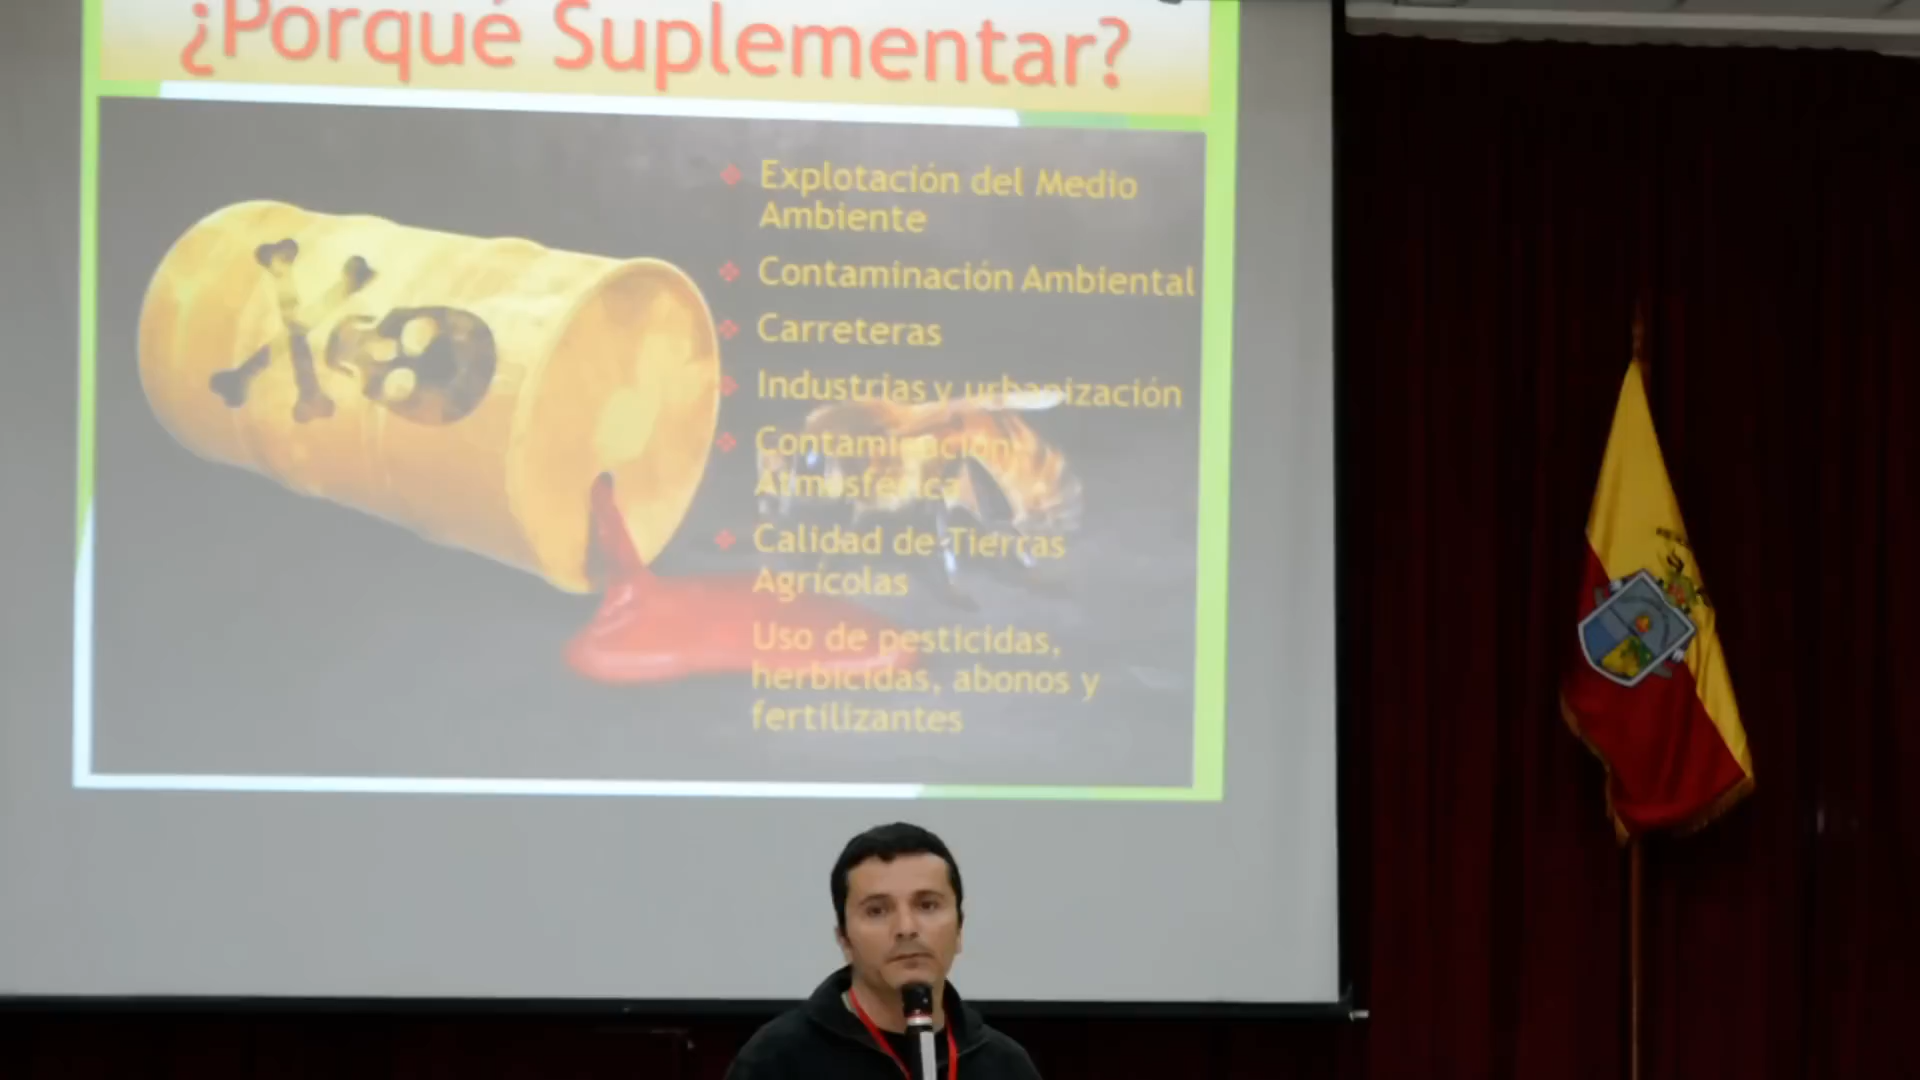 ¿Porqué Suplementar?
Explotación del Medio
Ambiente
Contaminación Ambiental
Carreteras
Industrias y urbanización
Contaminación
Atmosférica
Calidad de Tierras
Agrícolas
Uso de pesticidas,
herbicidas, abonos y
fertilizantes